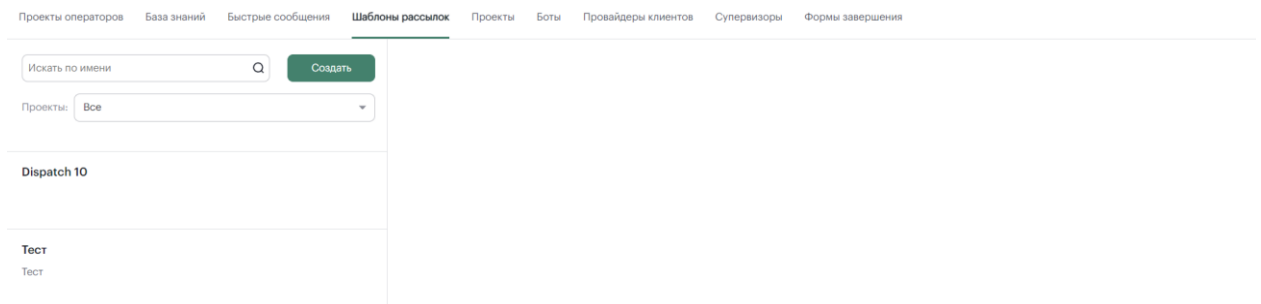 Проекты операторов База знаний Быстрые сообщения Шаблоны рассылок Проекты Боты Провайдеры клиентов Супервизоры Формы завершения
Искать по имени Создать
Проекты: Все
Dispatch 10
Тест
Тест